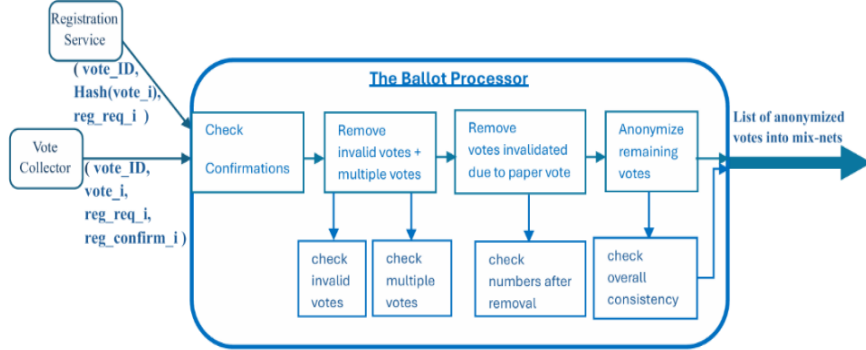 Registration
Service
( vote_ID,
Hash(vote_i),
reg_req_i )
Vote
Collector
( vote_ID,
vote_i,
reg_req_i,
reg_confirm_i )
The Ballot Processor
Check
Confirmations
Remove
invalid votes +
multiple votes
Remove
votes invalidated
due to paper vote
Anonymize
remaining
votes
check
invalid
votes
check
multiple
votes
check
numbers after
removal
check
overall
consistency
List of anonymized
votes into mix-nets